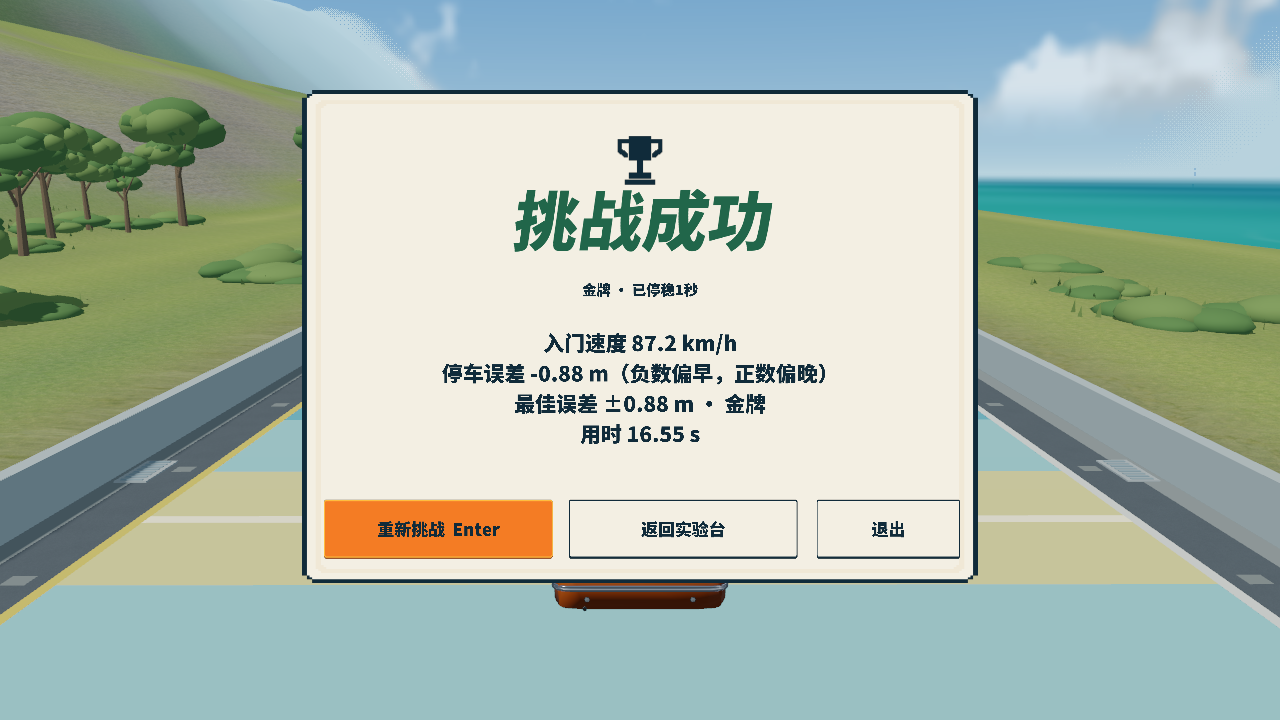 挑战成功
金牌 · 已停稳1秒
入门速度 87.2 km/h
停车误差 -0.88 m（负数偏早，正数偏晚）
最佳误差 ±0.88 m · 金牌
用时 16.55 s
重新挑战 Enter
返回实验台
退出